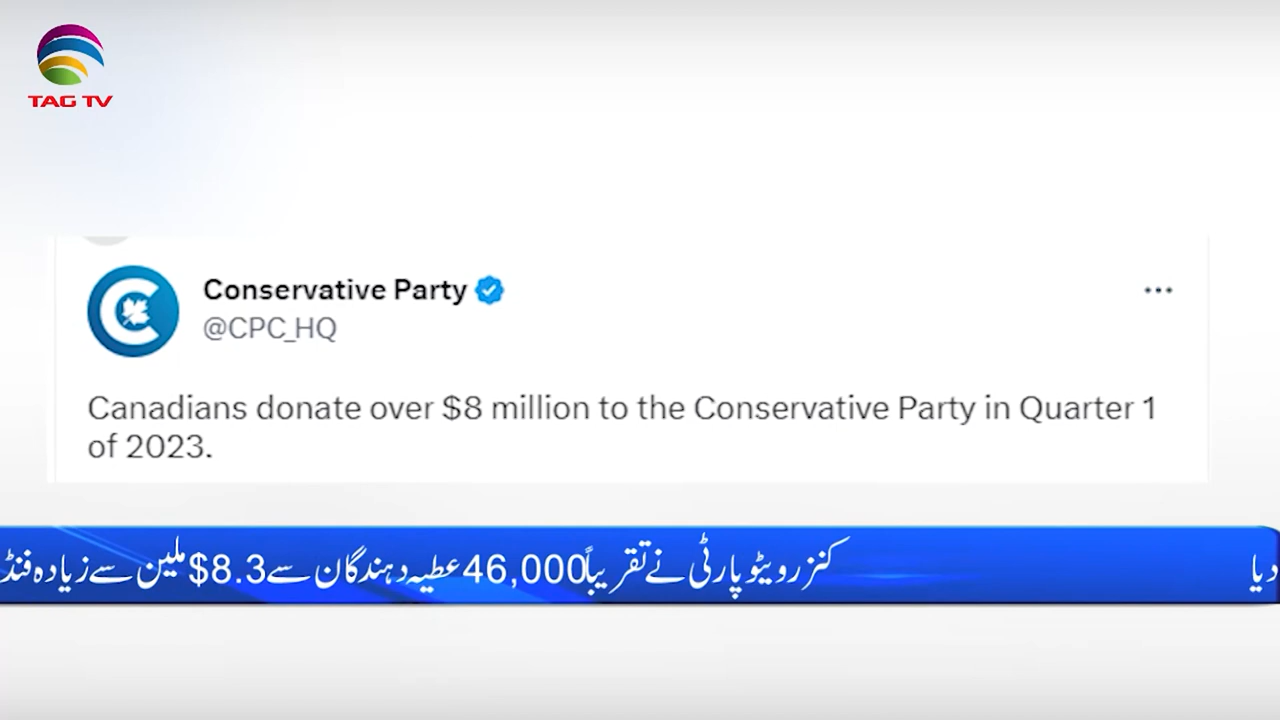 TAG TV
Conservative Party
@CPC_HQ
Canadians donate over $8 million to the Conservative Party in Quarter 1
of 2023.
دیا
کنزرویٹو پارٹی نے تقریباً 46,000 عطیہ دہندگان سے 8.3$ ملین سے زیادہ فنڈ